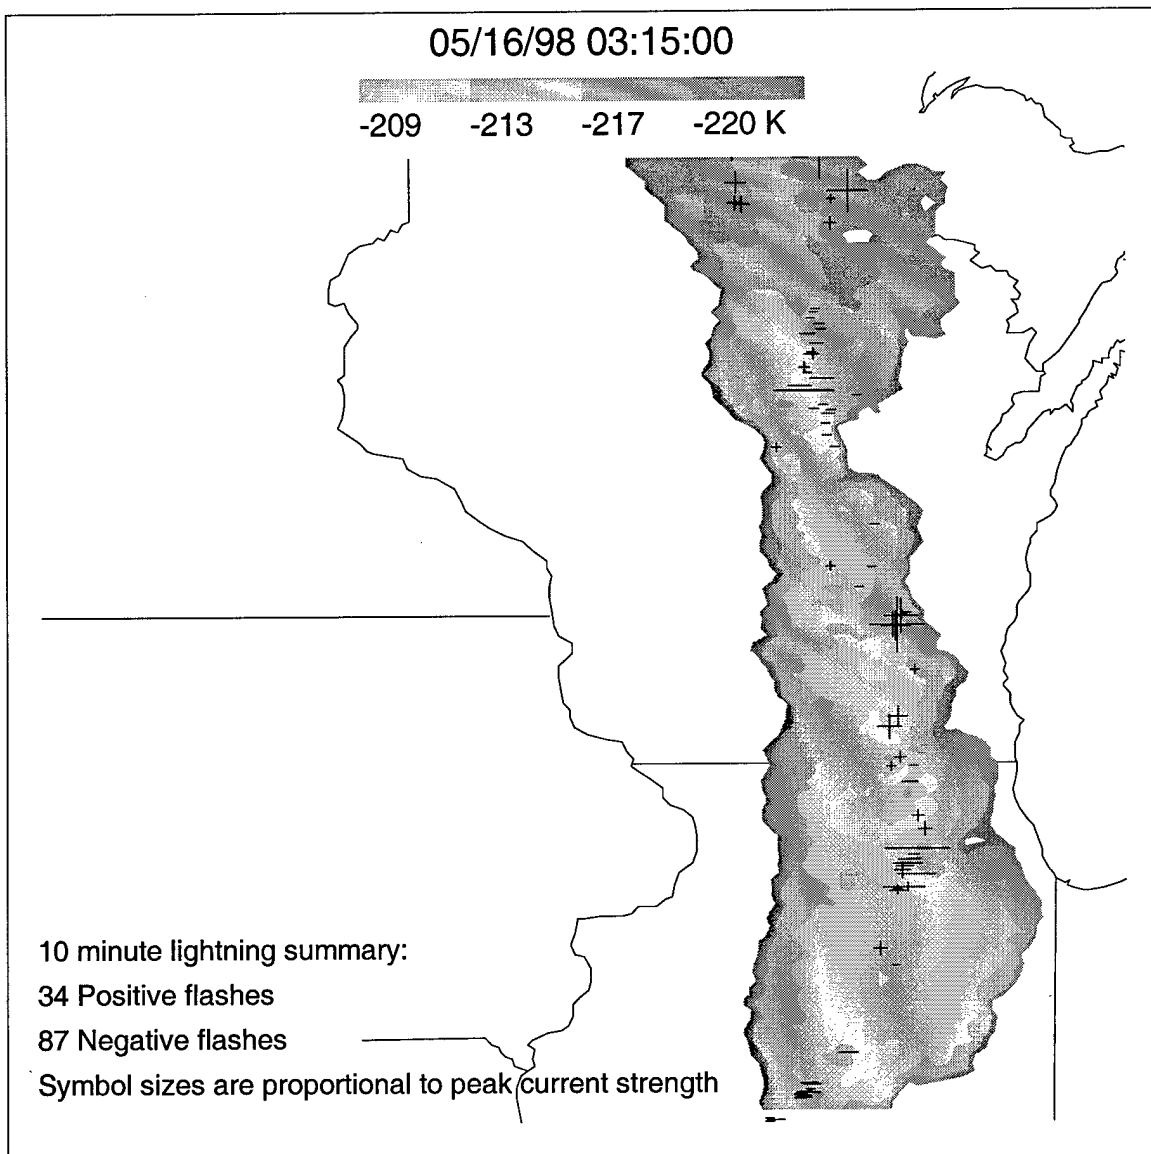 05/16/98 03:15:00
-209 -213 -217 -220 K
10 minute lightning summary:
34 Positive flashes
87 Negative flashes
Symbol sizes are proportional to peak current strength